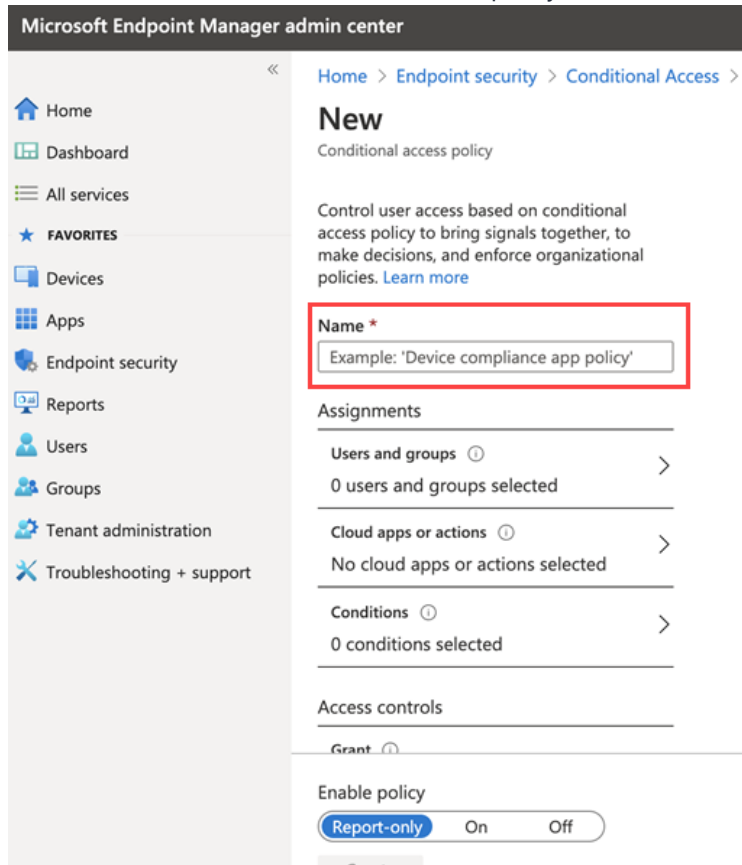 Microsoft Endpoint Manager admin center
«
Home > Endpoint security > Conditional Access >
Home
Dashboard
All services
FAVORITES
Devices
Apps
Endpoint security
Reports
Users
Groups
Tenant administration
Troubleshooting + support
New
Conditional access policy
Control user access based on conditional
access policy to bring signals together, to
make decisions, and enforce organizational
policies. Learn more
Name *
Example: 'Device compliance app policy'
Assignments
Users and groups
0 users and groups selected
Cloud apps or actions
No cloud apps or actions selected
Conditions
0 conditions selected
Access controls
Grant
Enable policy
Report-only On Off